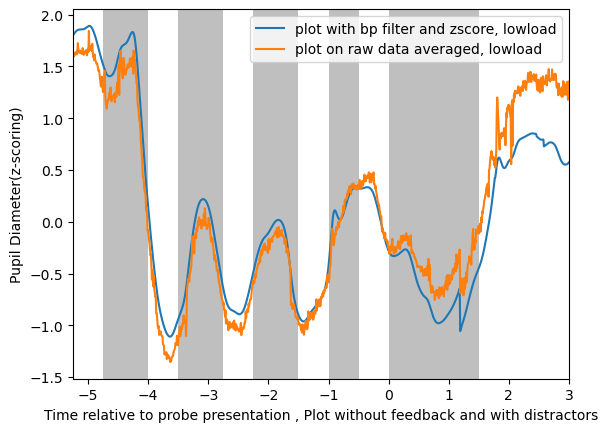 plot with bp filter and zscore, lowload
plot on raw data averaged, lowload
Pupil Diameter(z-scoring)
2.0
1.5
1.0
0.5
0.0
−0.5
−1.0
−1.5
−5 −4 −3 −2 −1 0 1 2 3
Time relative to probe presentation , Plot without feedback and with distractors